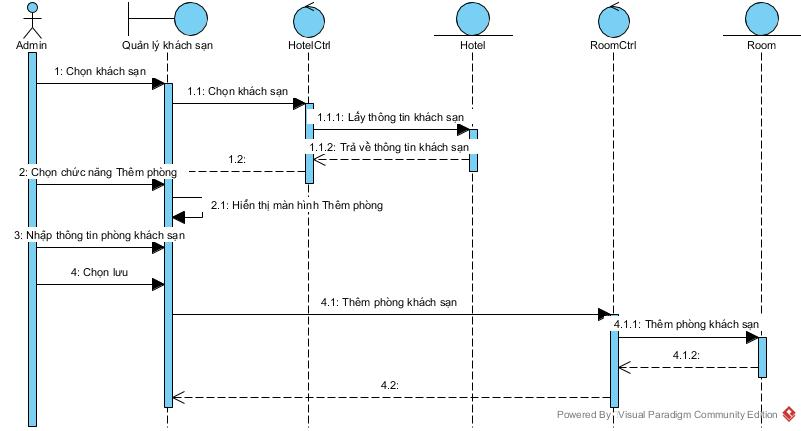 Admin
Quản lý khách sạn
HotelCtrl
Hotel
RoomCtrl
Room
1: Chọn khách sạn
1.1: Chọn khách sạn
1.1.1: Lấy thông tin khách sạn
1.1.2: Trả về thông tin khách sạn
1.2:
2: Chọn chức năng Thêm phòng
2.1: Hiển thị màn hình Thêm phòng
3: Nhập thông tin phòng khách sạn
4: Chọn lưu
4.1: Thêm phòng khách sạn
4.1.1: Thêm phòng khách sạn
4.1.2:
4.2:
Powered By Visual Paradigm Community Edition